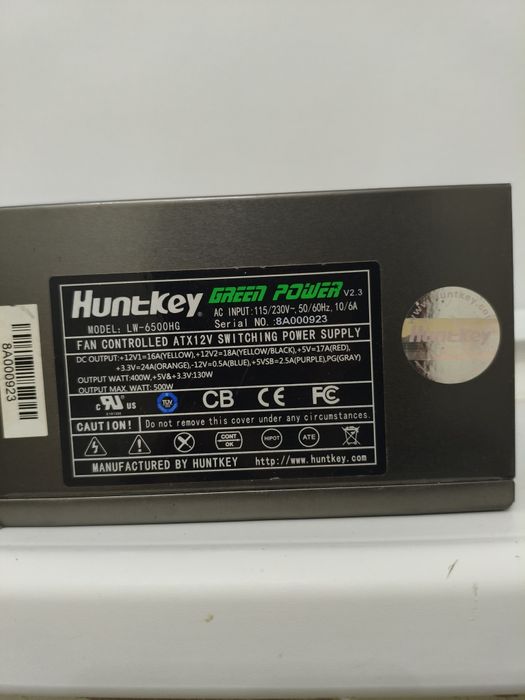 Huntkey GREEN POWER V2.3
AC INPUT:115/230V~,50/60Hz,10/6A
MODEL: LW-6500HG Serial NO.:8A000923
FAN CONTROLLED ATX12V SWITCHING POWER SUPPLY
DC OUTPUT:+12V1=16A(YELLOW),+12V2=18A(YELLOW/BLACK),+5V=17A(RED),
+3.3V=24A(ORANGE),-12V=0.5A(BLUE),+5VSB=2.5A(PURPLE),PG(GRAY)
OUTPUT WATT:400W,+5V&+3.3V:130W
OUTPUT MAX. WATT: 500W
c UL US TÜV CB CE FC
CAUTION! Do not remove this cover under any circumstances.
CONT OK HIPOT ATE
MANUFACTURED BY HUNTKEY http://www.huntkey.com
8A000923
Huntkey
Huntkey